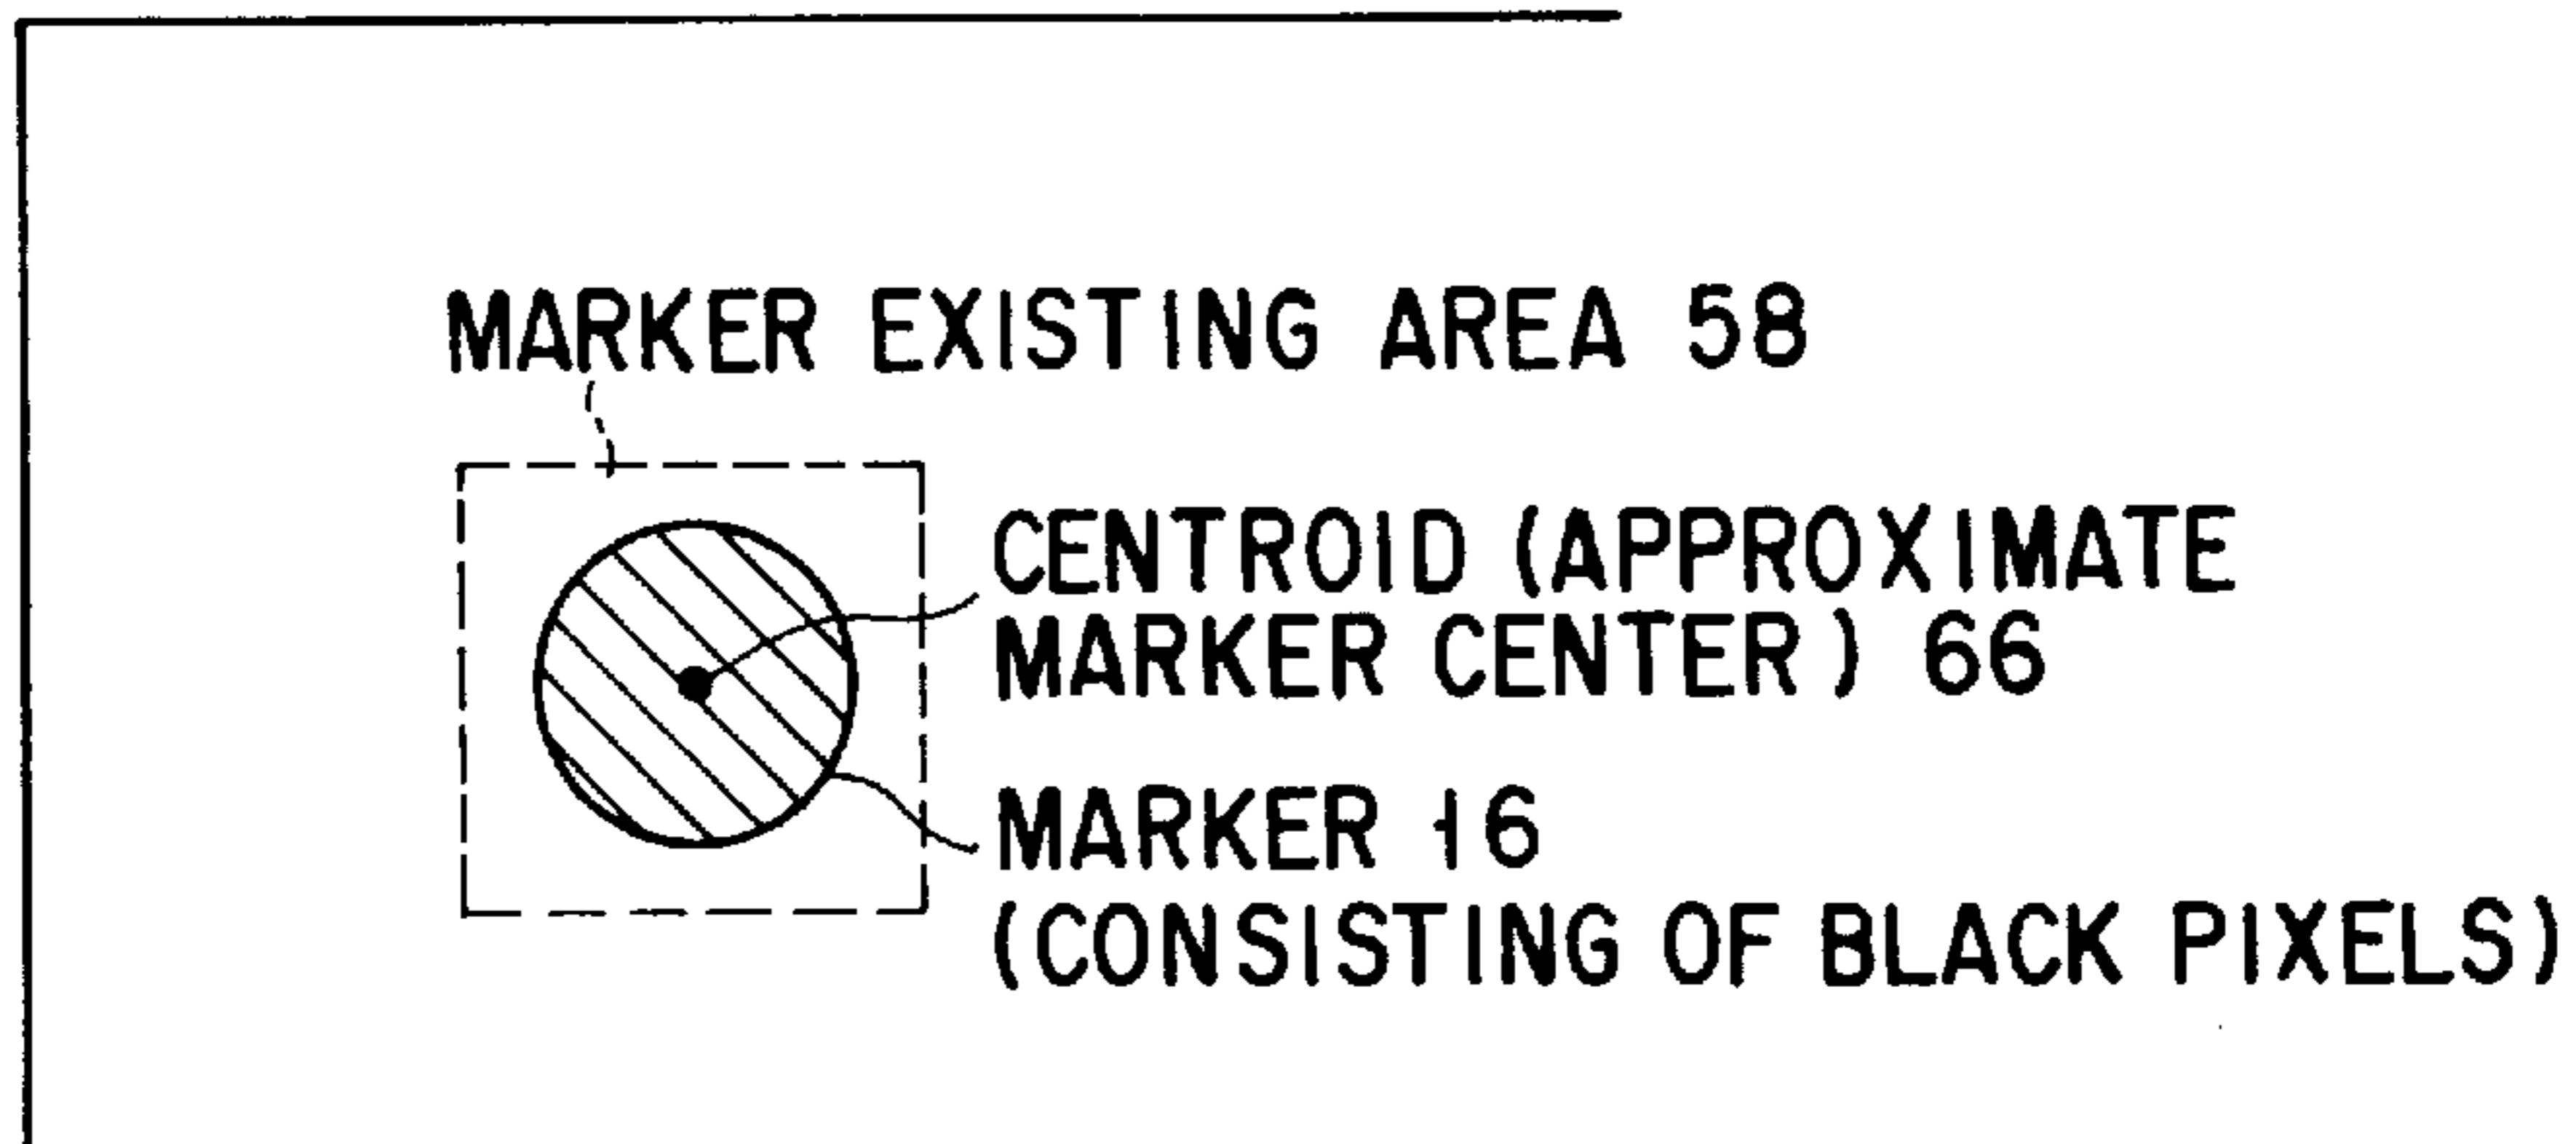 MARKER EXISTING AREA 58
CENTROID (APPROXIMATE
MARKER CENTER) 66
MARKER 16
(CONSISTING OF BLACK PIXELS)